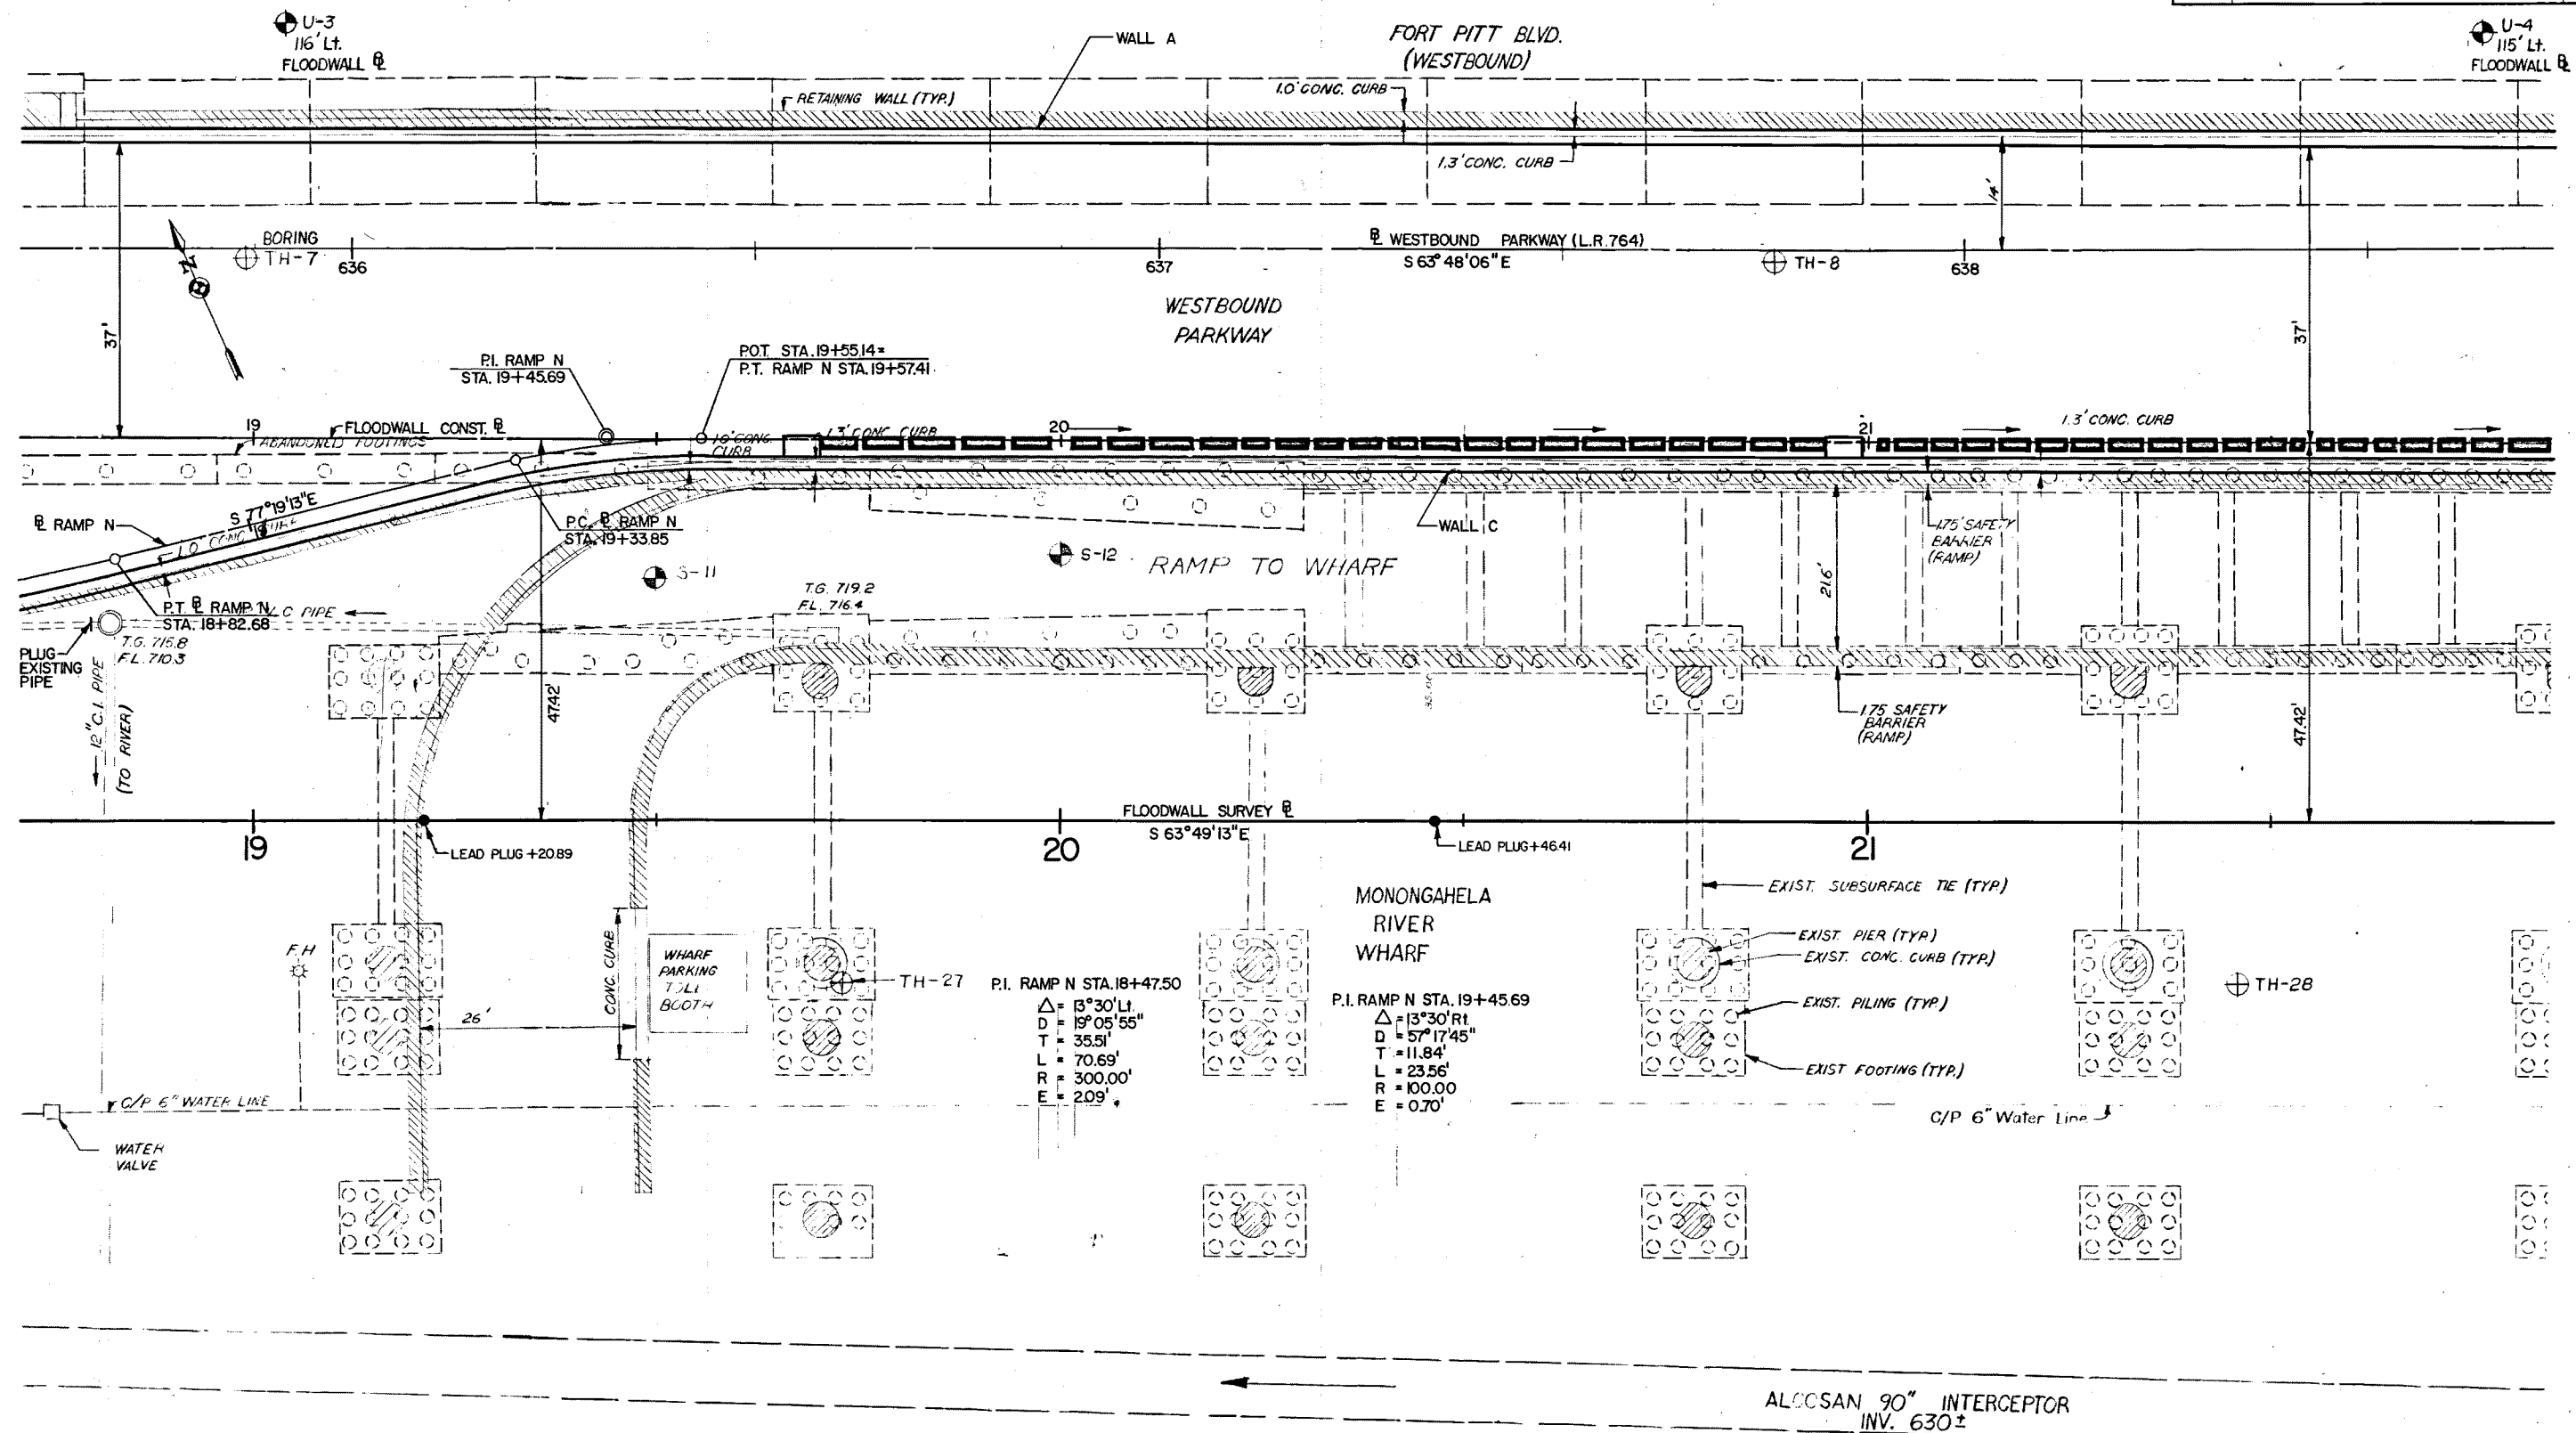 U-3
116' Lt.
FLOODWALL ℄
WALL A
FORT PITT BLVD.
(WESTBOUND)
U-4
115' Lt.
FLOODWALL ℄
RETAINING WALL (TYP.)
1.0' CONC. CURB
1.3' CONC. CURB
14'
BORING
TH-7
N
636
637
638
℄ WESTBOUND PARKWAY (L.R. 764)
S 63° 48' 06" E
TH-8
WESTBOUND
PARKWAY
37'
37'
P.I. RAMP N
STA. 19+45.69
P.O.T. STA. 19+55.14=
P.T. RAMP N STA. 19+57.41
19
FLOODWALL CONST. ℄
ABANDONED FOOTINGS
1.0' CONC.
CURB
1.3' CONC. CURB
20
21
1.3' CONC. CURB
℄ RAMP N
S 77° 19' 13" E
1.0' CONC.
P.C. ℄ RAMP N
STA. 19+33.85
WALL C
1.75' SAFETY
BARRIER
(RAMP)
S-11
S-12
RAMP TO WHARF
21.6'
T.G. 719.2
F.L. 716.4
P.T. ℄ RAMP N
STA. 18+82.68
C PIPE
T.G. 715.8
F.L. 710.3
PLUG
EXISTING
PIPE
12" C.I. PIPE
(TO RIVER)
47.42'
1.75 SAFETY
BARRIER
(RAMP)
47.42'
FLOODWALL SURVEY ℄
S 63° 49' 13" E
19
20
21
LEAD PLUG +20.89
LEAD PLUG +46.41
MONONGAHELA
RIVER
WHARF
EXIST. SUBSURFACE TIE (TYP.)
EXIST. PIER (TYP.)
EXIST. CONC. CURB (TYP.)
EXIST. PILING (TYP.)
EXIST FOOTING (TYP.)
F.H
CONC. CURB
WHARF
PARKING
TOLL
BOOTH
26'
TH-27
TH-28
P.I. RAMP N STA. 18+47.50
△ = 13°30' Lt.
D = 19°05'55"
T = 35.51'
L = 70.69'
R = 300.00'
E = 2.09'
P.I. RAMP N STA. 19+45.69
△ = 13°30' Rt.
D = 57°17'45"
T = 11.84'
L = 23.56'
R = 100.00
E = 0.70'
C/P 6" WATER LINE
C/P 6" Water Line
WATER
VALVE
ALCOSAN 90" INTERCEPTOR
INV. 630±